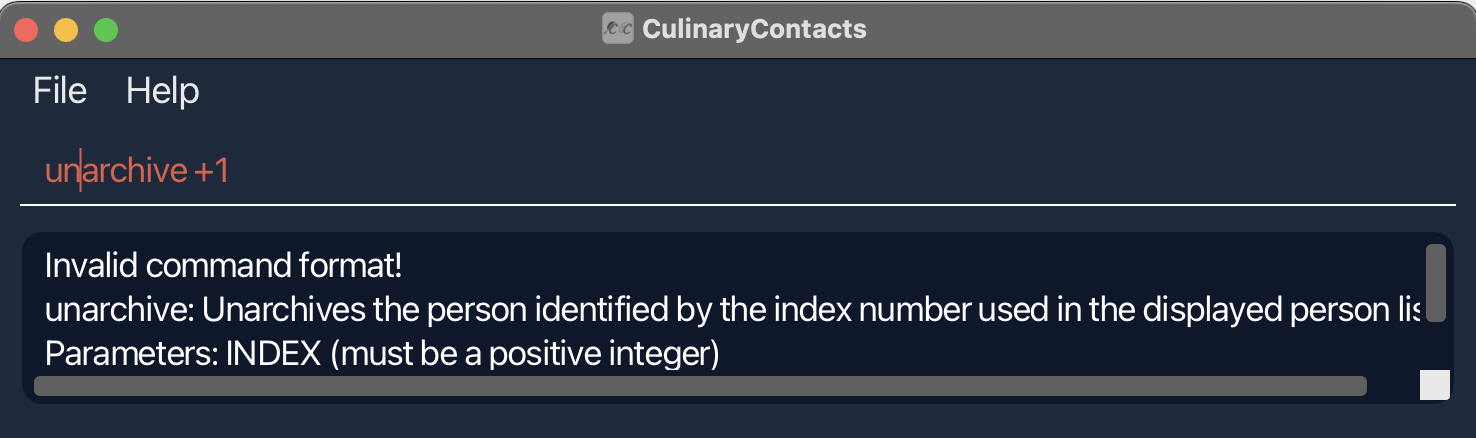 CulinaryContacts
File Help
unarchive +1
Invalid command format!
unarchive: Unarchives the person identified by the index number used in the displayed person lis
Parameters: INDEX (must be a positive integer)